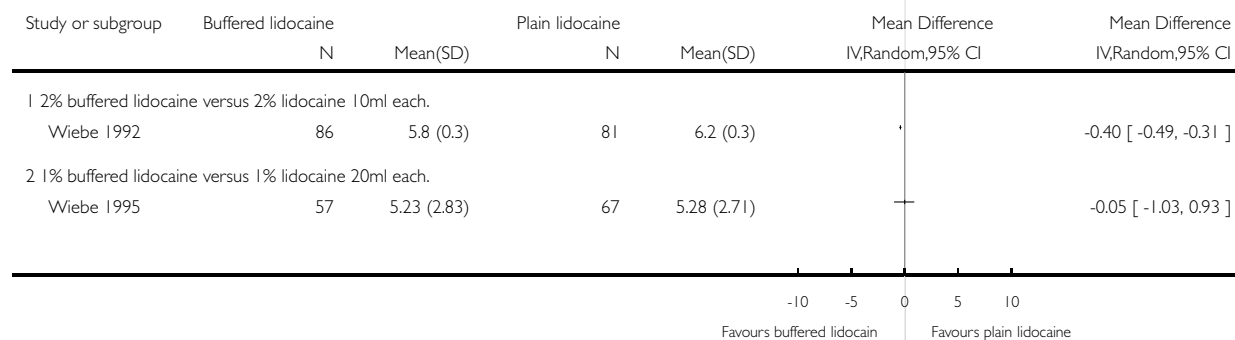 Study or subgroup Buffered lidocaine Plain lidocaine Mean Difference Mean Difference
N Mean(SD) N Mean(SD) IV,Random,95% CI IV,Random,95% CI
1 2% buffered lidocaine versus 2% lidocaine 10ml each.
Wiebe 1992 86 5.8 (0.3) 81 6.2 (0.3) -0.40 [ -0.49, -0.31 ]
2 1% buffered lidocaine versus 1% lidocaine 20ml each.
Wiebe 1995 57 5.23 (2.83) 67 5.28 (2.71) -0.05 [ -1.03, 0.93 ]
-10 -5 0 5 10
Favours buffered lidocain Favours plain lidocaine